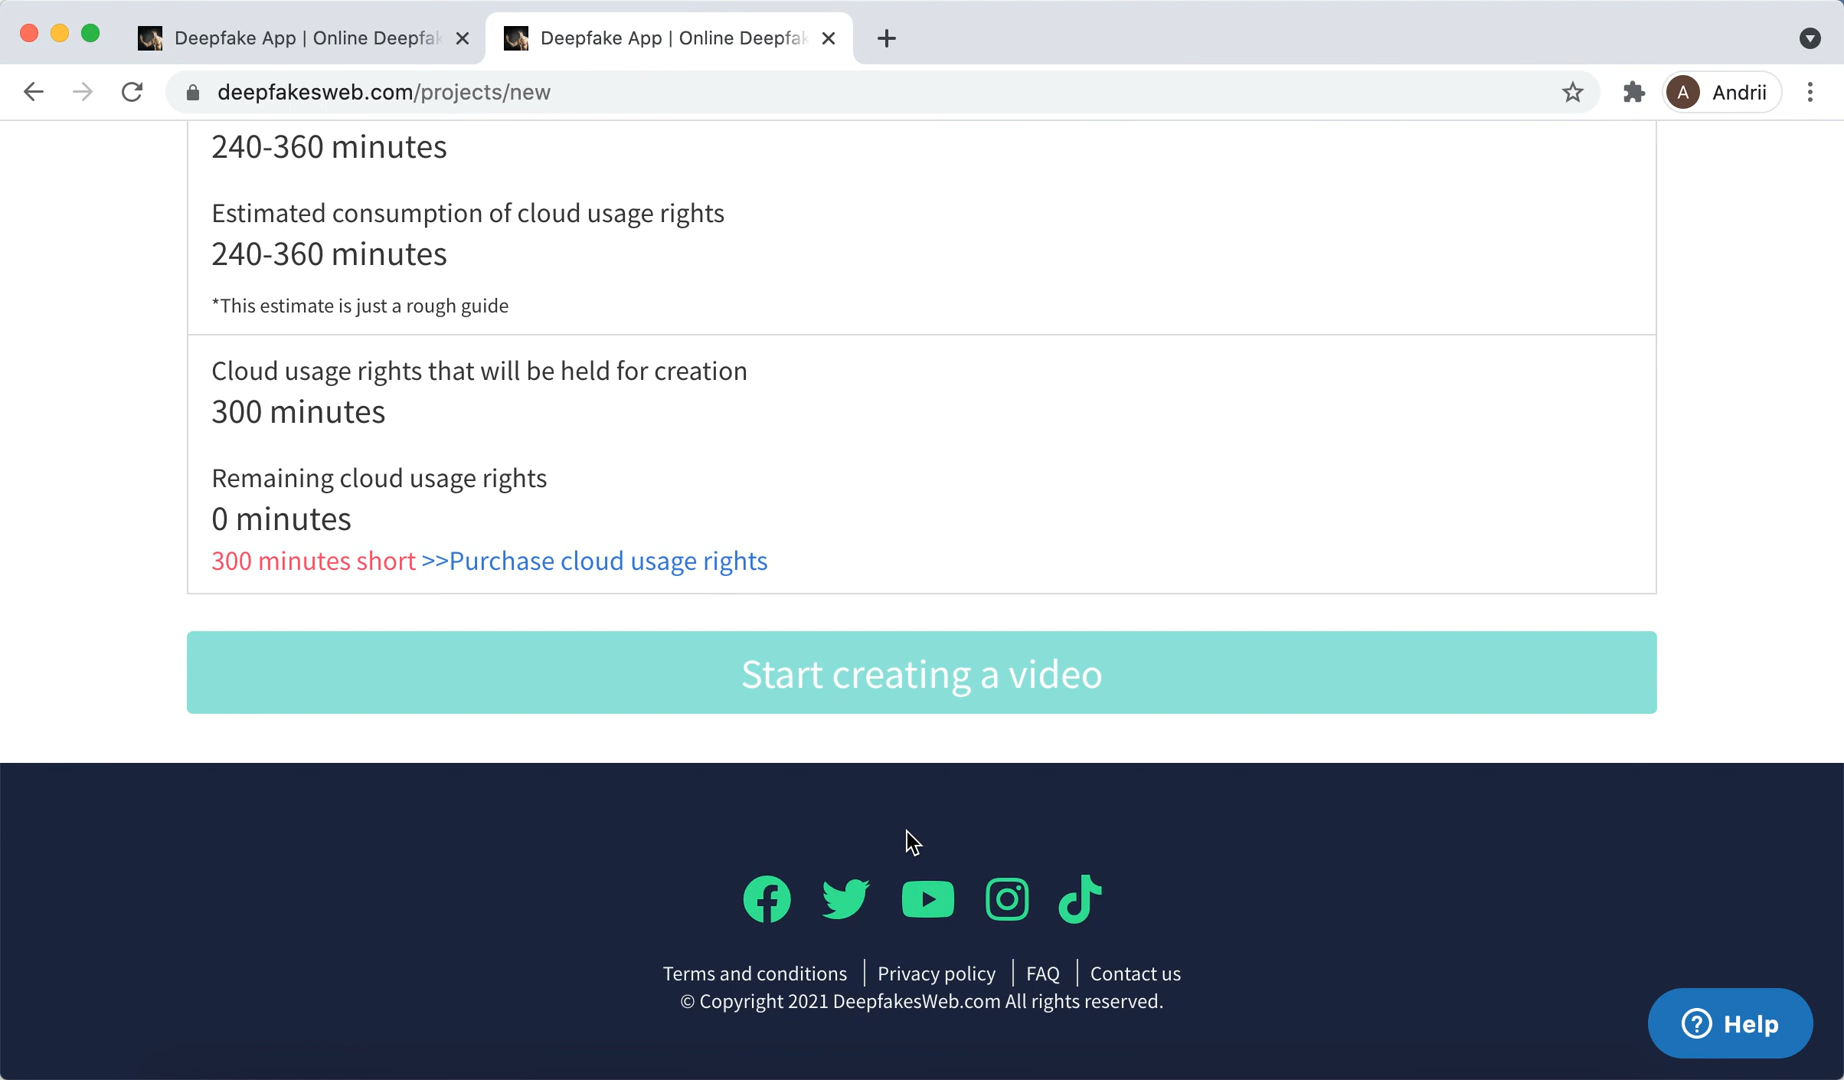 Deepfake App | Online Deepfak
Deepfake App | Online Deepfak
deepfakesweb.com/projects/new
A Andrii
240-360 minutes
Estimated consumption of cloud usage rights
240-360 minutes
*This estimate is just a rough guide
Cloud usage rights that will be held for creation
300 minutes
Remaining cloud usage rights
0 minutes
300 minutes short >>Purchase cloud usage rights
Start creating a video
Terms and conditions | Privacy policy | FAQ | Contact us
© Copyright 2021 DeepfakesWeb.com All rights reserved.
? Help